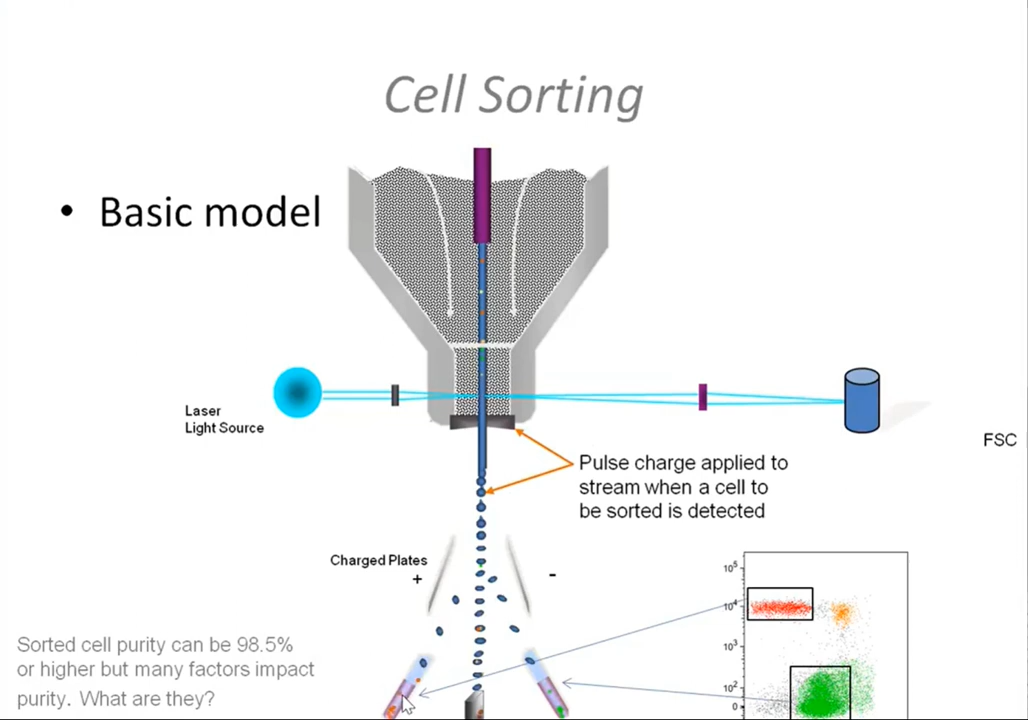 Cell Sorting
• Basic model
Laser
Light Source
FSC
Pulse charge applied to
stream when a cell to
be sorted is detected
Charged Plates
+
-
10⁵
10⁴
10³
10²
0
Sorted cell purity can be 98.5%
or higher but many factors impact
purity. What are they?